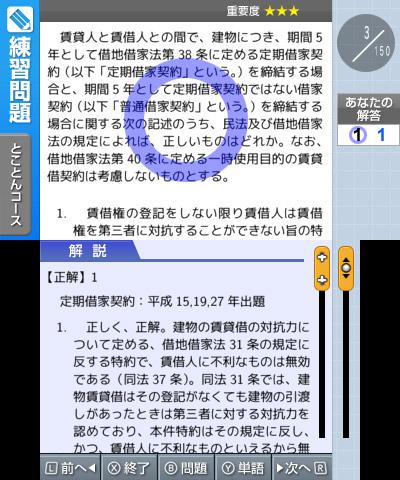 重要度 ★★★
練習問題
とことんコース
賃貸人と賃借人との間で、建物につき、期間5
年として借地借家法第38条に定める定期借家契
約（以下「定期借家契約」という。）を締結する場
合と、期間5年として定期借家契約ではない借家
契約（以下「普通借家契約」という。）を締結する
場合に関する次の記述のうち、民法及び借地借家
法の規定によれば、正しいものはどれか。なお、
借地借家法第40条に定める一時使用目的の賃貸
借契約は考慮しないものとする。
1. 賃借権の登記をしない限り賃借人は賃借
権を第三者に対抗することができない旨の特
3
/150
あなたの
解答
1 1
解 説
【正解】1
定期借家契約：平成15,19,27年出題
1. 正しく、正解。建物の賃貸借の対抗力に
ついて定める、借地借家法31条の規定に
反する特約で、賃借人に不利なものは無効
である（同法37条）。同法31条では、建
物賃貸借はその登記がなくても建物の引渡
しがあったときは第三者に対する対抗力を
認めており、本件特約はその規定に反し、
かつ、賃借人に不利なものといえるから無
L 前へ◀
X 終了
B 問題
Y 単語
▶次へ R